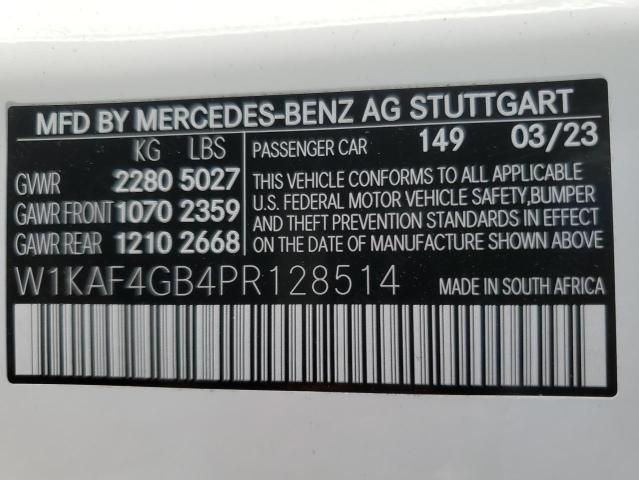 MFD BY MERCEDES-BENZ AG STUTTGART
KG LBS
GVWR 2280 5027
GAWR FRONT 1070 2359
GAWR REAR 1210 2668
PASSENGER CAR 149 03/23
THIS VEHICLE CONFORMS TO ALL APPLICABLE
U.S. FEDERAL MOTOR VEHICLE SAFETY,BUMPER
AND THEFT PREVENTION STANDARDS IN EFFECT
ON THE DATE OF MANUFACTURE SHOWN ABOVE
W1KAF4GB4PR128514 MADE IN SOUTH AFRICA